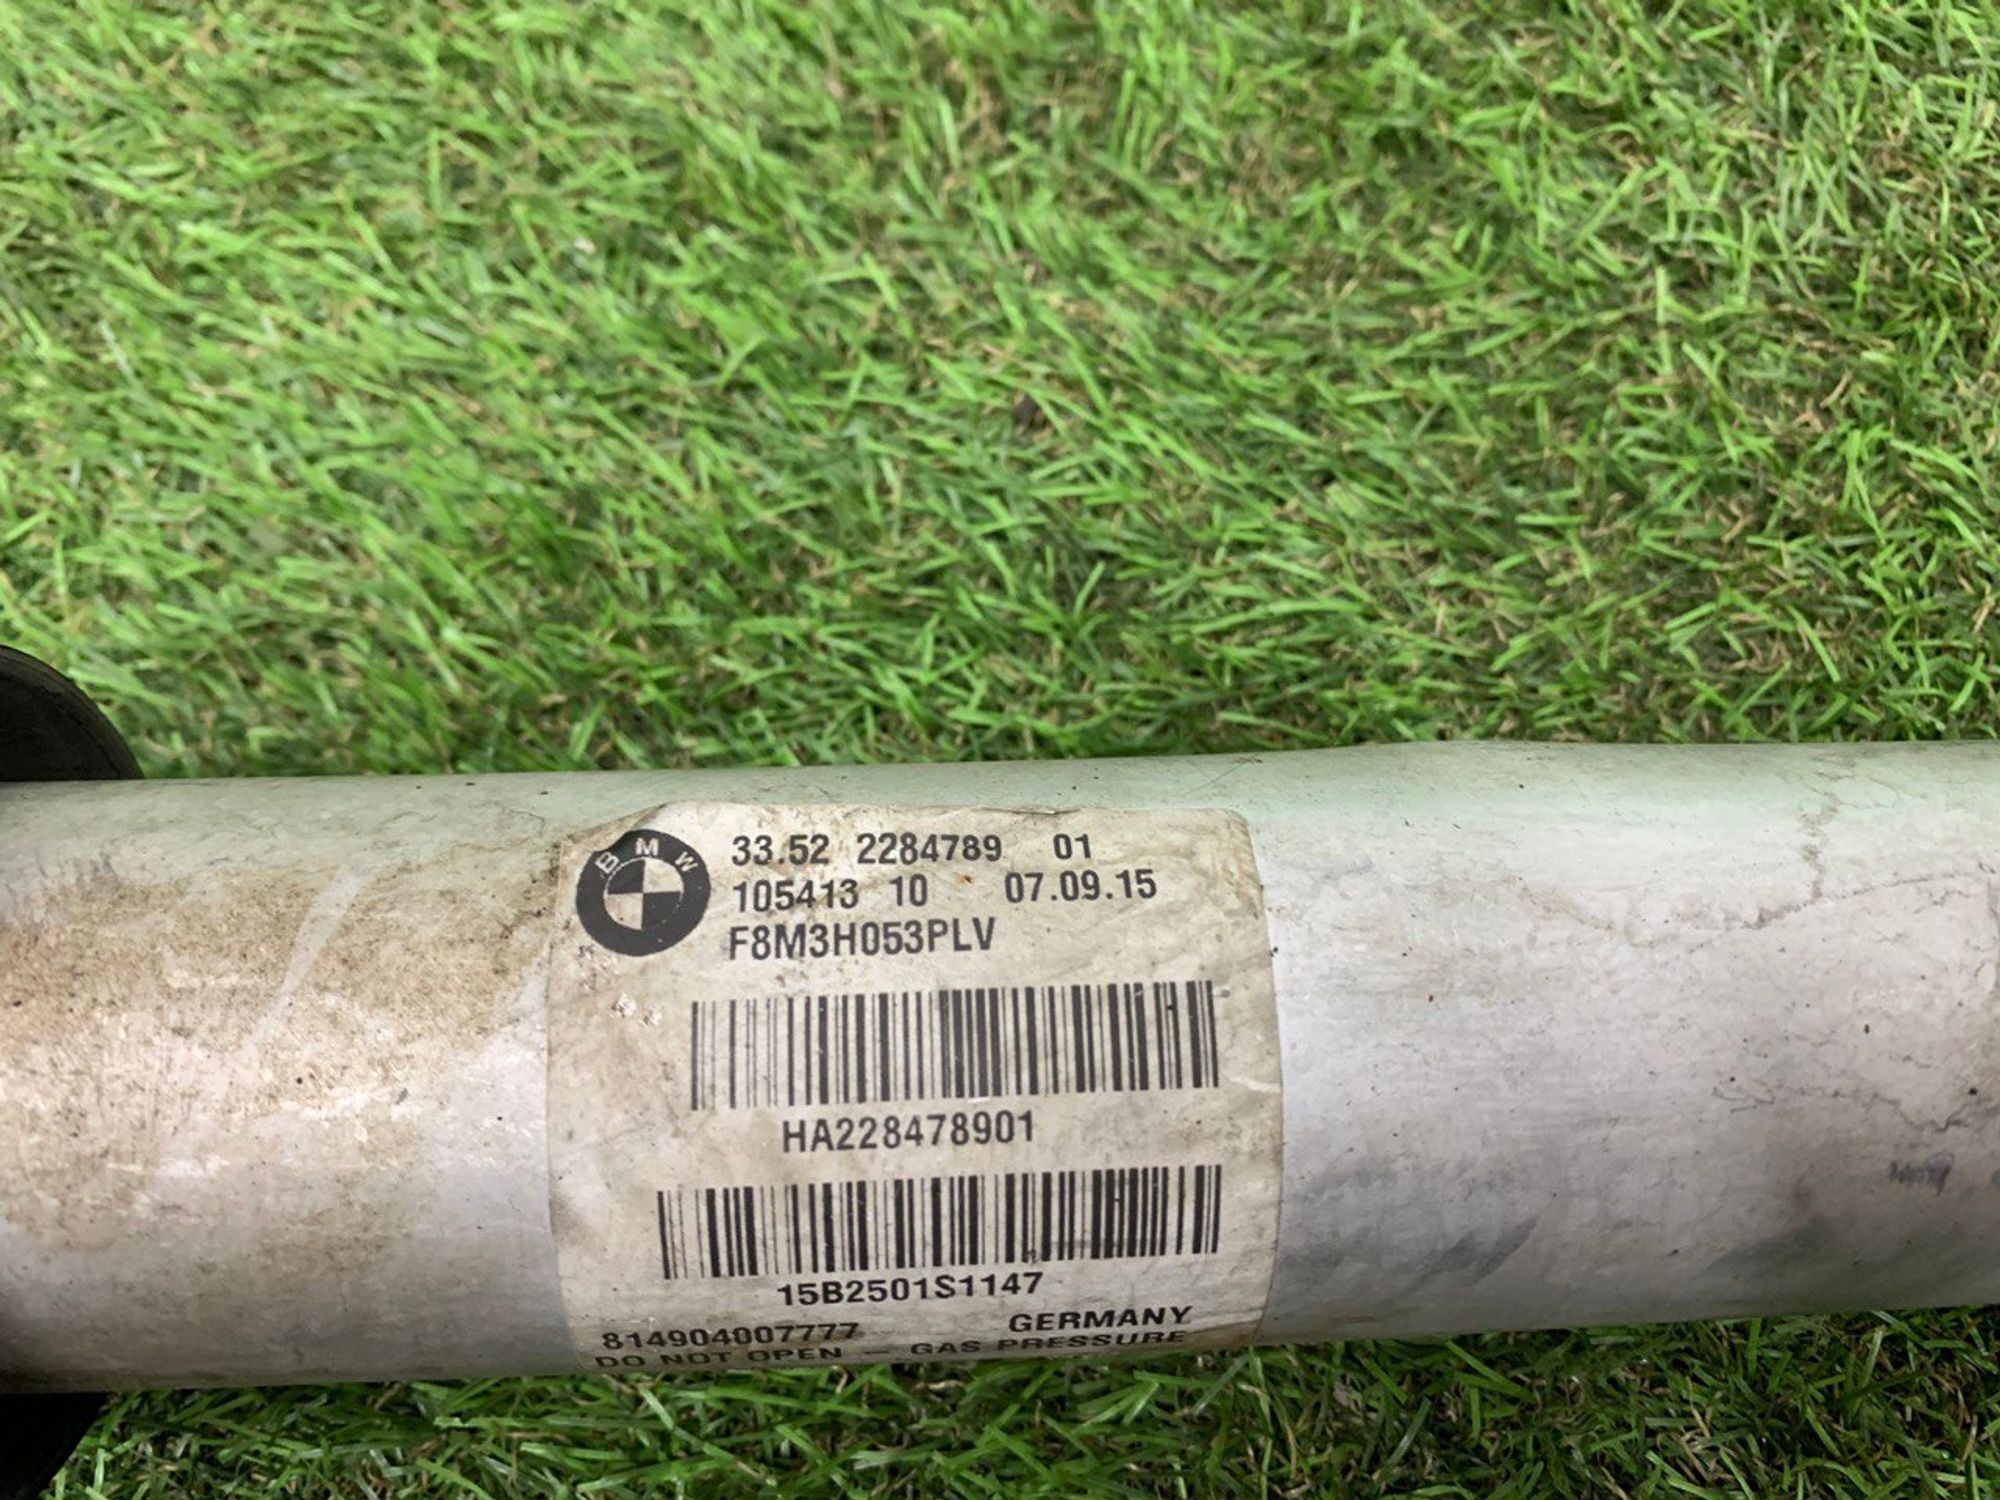 BMW
33.52 2284789 01
105413 10 07.09.15
F8M3H053PLV
HA228478901
15B2501S1147
814904007777 GERMANY
DO NOT OPEN – GAS PRESSURE